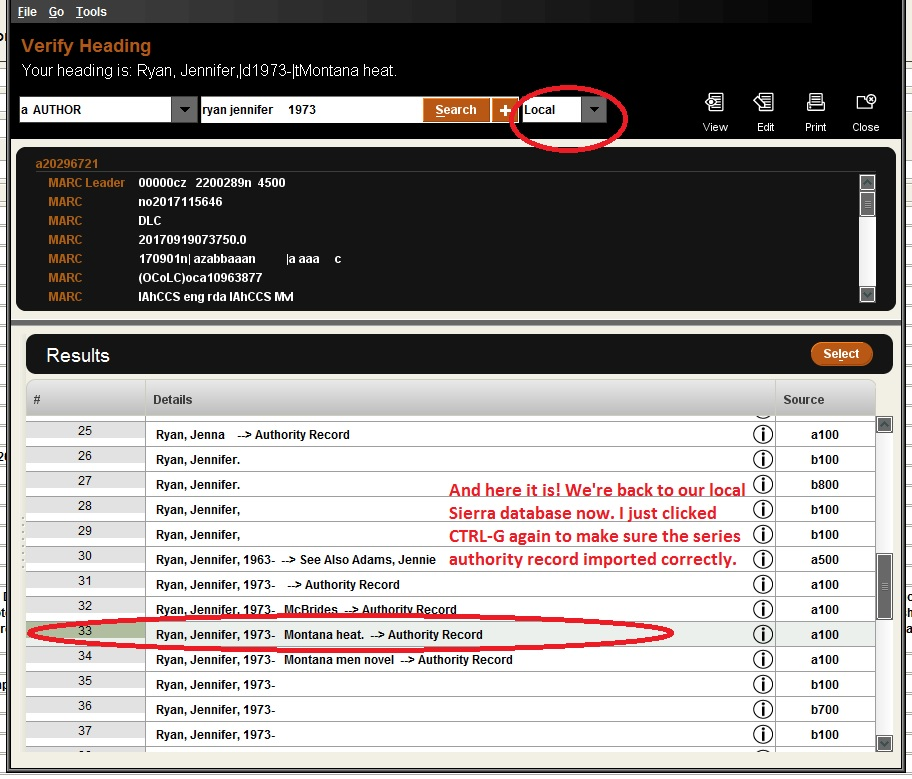 File Go Tools
Verify Heading
Your heading is: Ryan, Jennifer,|d1973-|tMontana heat.
a AUTHOR ryan jennifer 1973 Search + Local
View Edit Print Close
a20296721
MARC Leader 00000cz 2200289n 4500
MARC no2017115646
MARC DLC
MARC 20170919073750.0
MARC 170901n| azabbaaan |a aaa c
MARC (OCoLC)oca10963877
MARC IAhCCS eng rda IAhCCS MvI
Results Select
# Details Source
25 Ryan, Jenna --> Authority Record a100
26 Ryan, Jennifer. b100
27 Ryan, Jennifer. b800
28 Ryan, Jennifer, b100
29 Ryan, Jennifer, b100
30 Ryan, Jennifer, 1963- --> See Also Adams, Jennie a500
31 Ryan, Jennifer, 1973- --> Authority Record a100
32 Ryan, Jennifer, 1973- McBrides --> Authority Record a100
33 Ryan, Jennifer, 1973- Montana heat. --> Authority Record a100
34 Ryan, Jennifer, 1973- Montana men novel --> Authority Record a100
35 Ryan, Jennifer, 1973- b100
36 Ryan, Jennifer, 1973- b700
37 Ryan, Jennifer, 1973- b100
And here it is! We're back to our local
Sierra database now. I just clicked
CTRL-G again to make sure the series
authority record imported correctly.